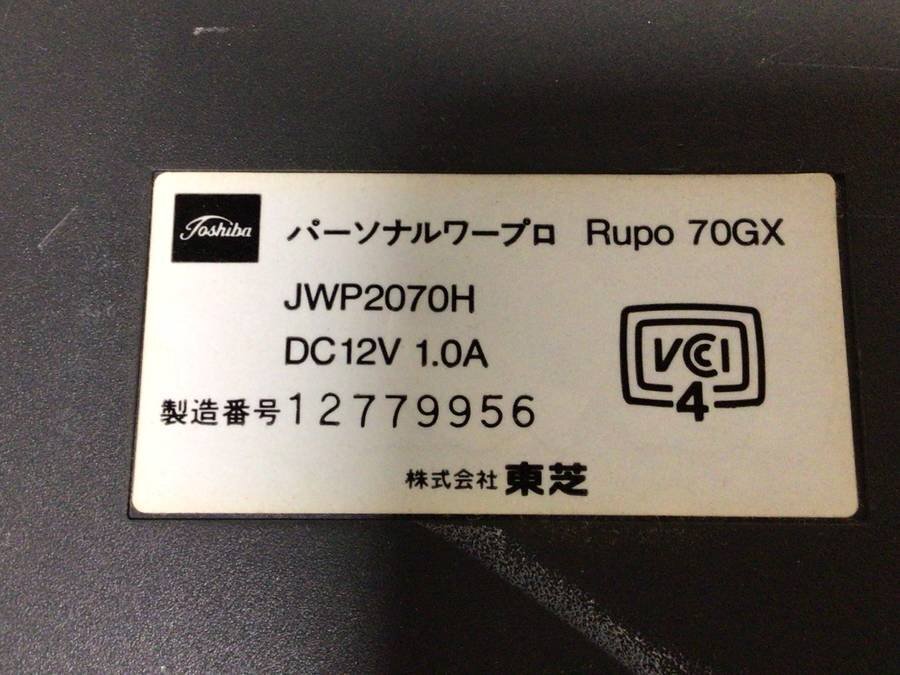 Toshiba パーソナルワープロ Rupo 70GX
JWP2070H
DC12V 1.0A
製造番号12779956
VCCI
4
株式会社 東芝